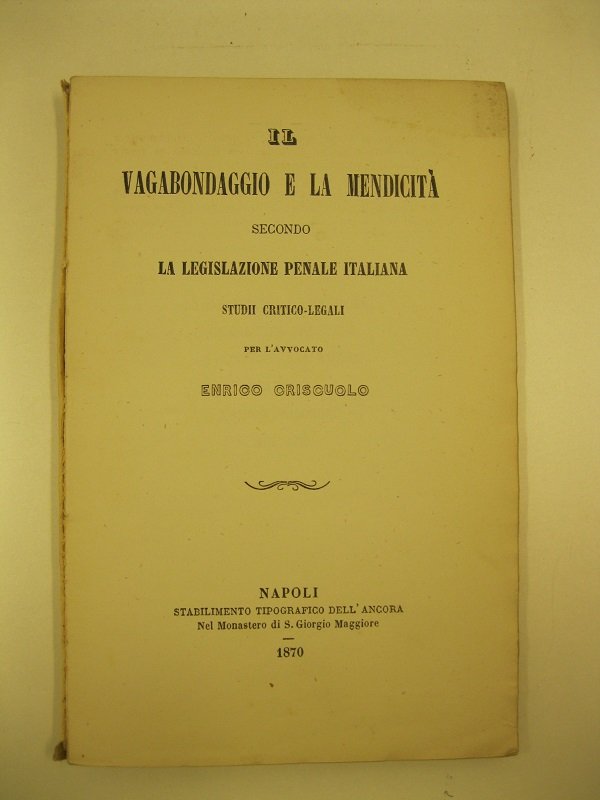 IL
VAGABONDAGGIO E LA MENDICITÀ
SECONDO
LA LEGISLAZIONE PENALE ITALIANA
STUDII CRITICO-LEGALI
PER L'AVVOCATO
ENRICO CRISCUOLO
NAPOLI
STABILIMENTO TIPOGRAFICO DELL'ANCORA
Nel Monastero di S. Giorgio Maggiore
1870